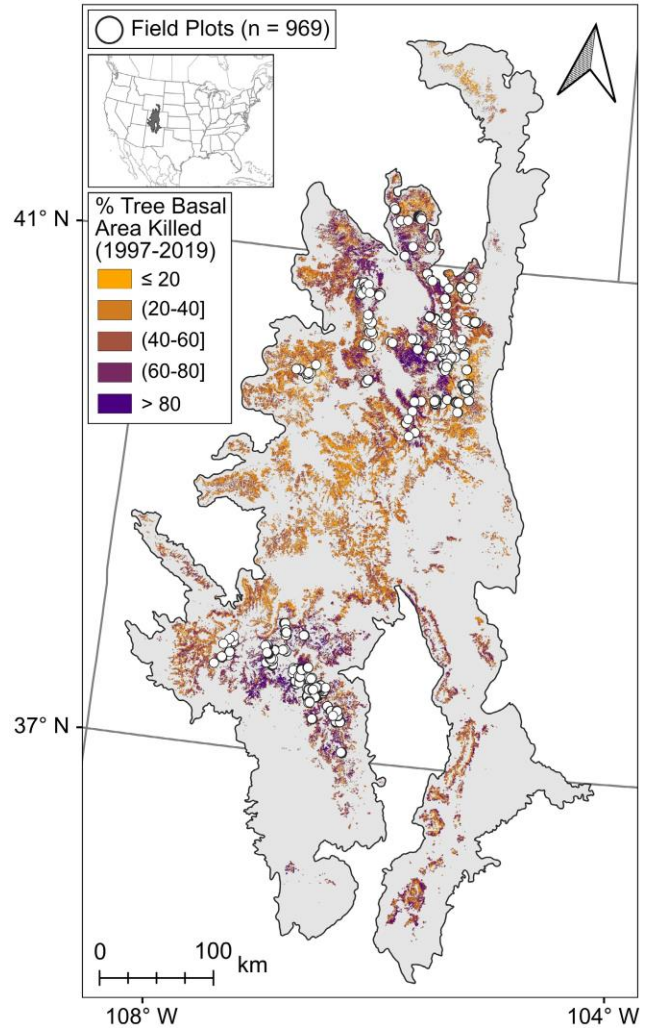 Field Plots (n = 969)
% Tree Basal
Area Killed
(1997-2019)
≤ 20
(20-40]
(40-60]
(60-80]
> 80
41° N
37° N
0 100
km
108° W
104° W